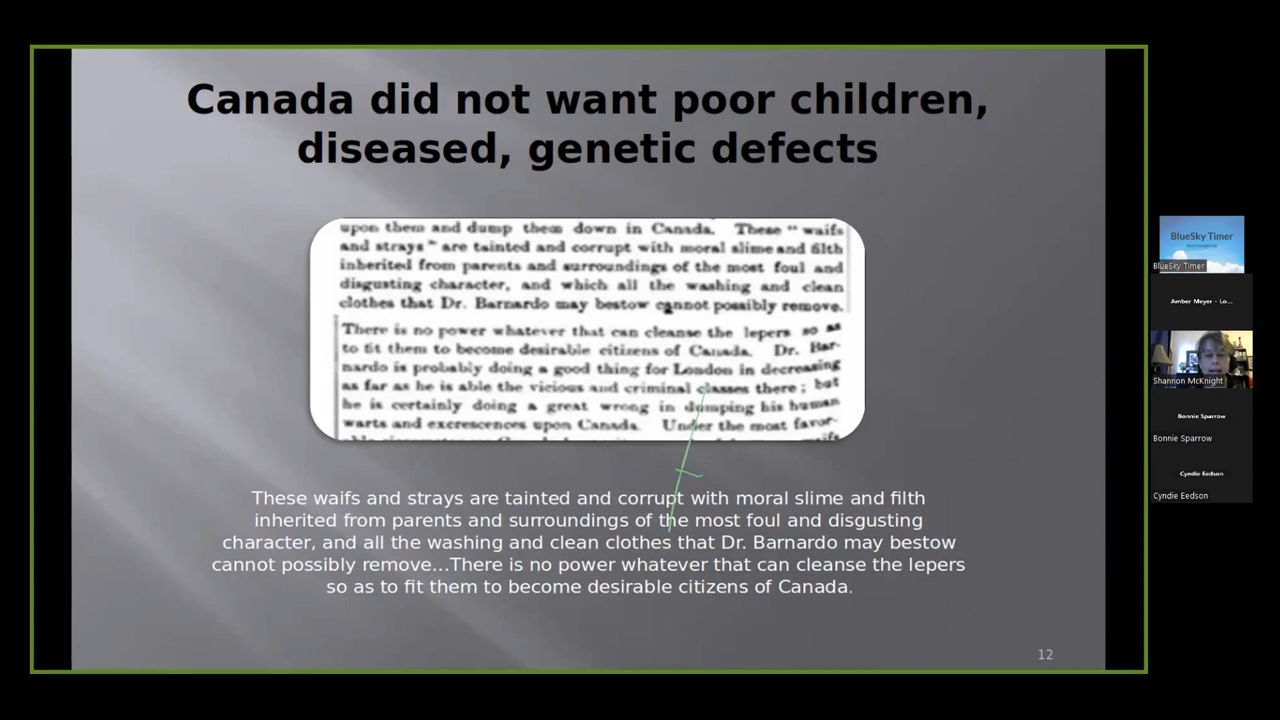 Canada did not want poor children,
diseased, genetic defects
upon them and dump them down in Canada. These " waifs
and strays " are tainted and corrupt with moral slime and filth
inherited from parents and surroundings of the most foul and
disgusting character, and which all the washing and clean
clothes that Dr. Barnardo may bestow cannot possibly remove.
There is no power whatever that can cleanse the lepers so as
to fit them to become desirable citizens of Canada. Dr. Bar-
nardo is probably doing a good thing for London in decreasing
as far as he is able the vicious and criminal classes there ; but
he is certainly doing a great wrong in dumping his human
warts and excrescences upon Canada. Under the most favor-
These waifs and strays are tainted and corrupt with moral slime and filth
inherited from parents and surroundings of the most foul and disgusting
character, and all the washing and clean clothes that Dr. Barnardo may bestow
cannot possibly remove...There is no power whatever that can cleanse the lepers
so as to fit them to become desirable citizens of Canada.
12
BlueSky Timer
BlueSky Timer
Amber Meyer - Lo...
Shannon McKnight
Bonnie Sparrow
Bonnie Sparrow
Cyndie Eedson
Cyndie Eedson